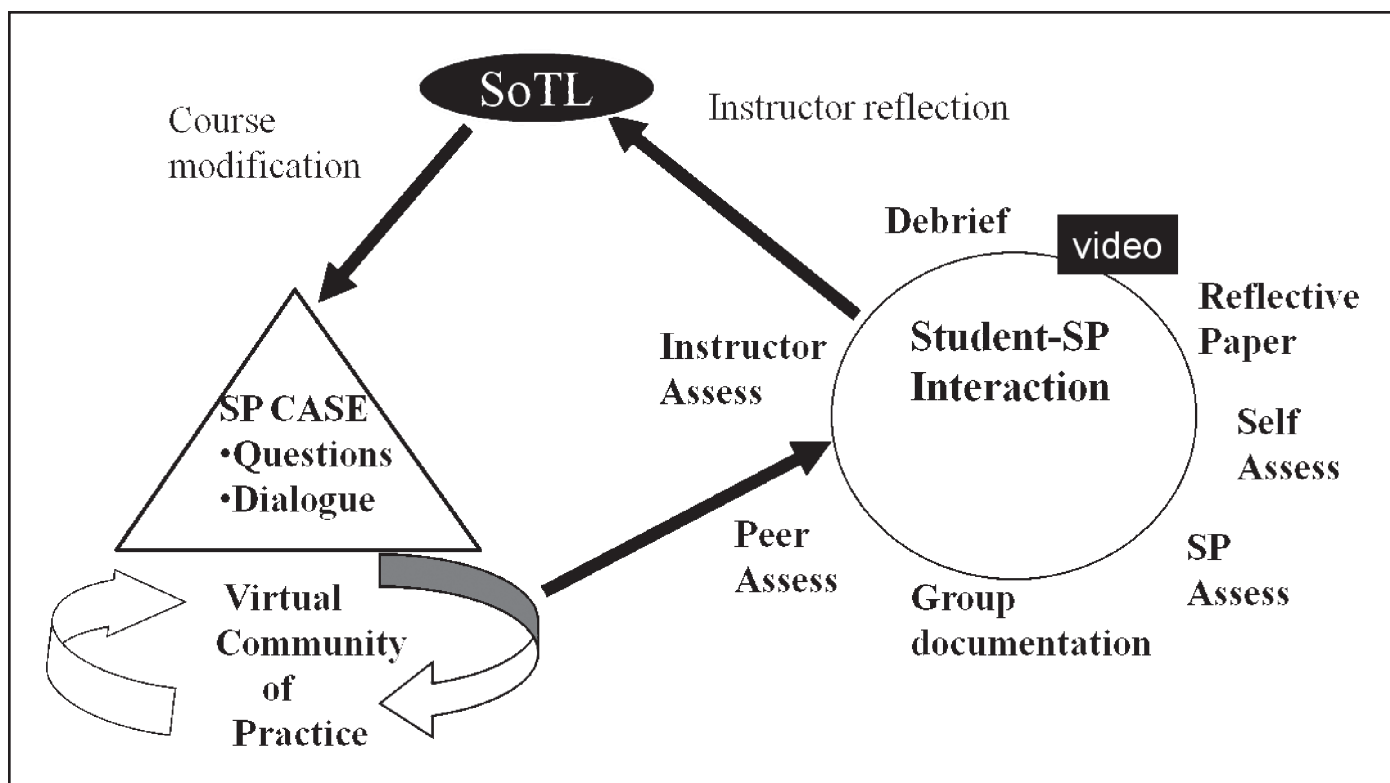 SoTL
Course
modification
Instructor reflection
Debrief
video
Reflective
Paper
Student-SP
Interaction
Instructor
Assess
Self
Assess
SP CASE
•Questions
•Dialogue
Peer
Assess
SP
Assess
Group
documentation
Virtual
Community
of
Practice